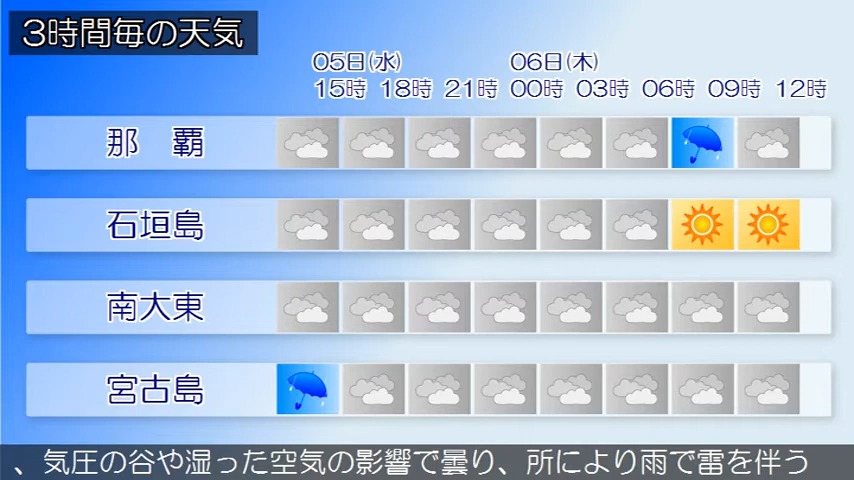 3時間毎の天気
05日(水) 06日(木)
15時 18時 21時 00時 03時 06時 09時 12時
那 覇
石垣島
南大東
宮古島
、気圧の谷や湿った空気の影響で曇り、所により雨で雷を伴う